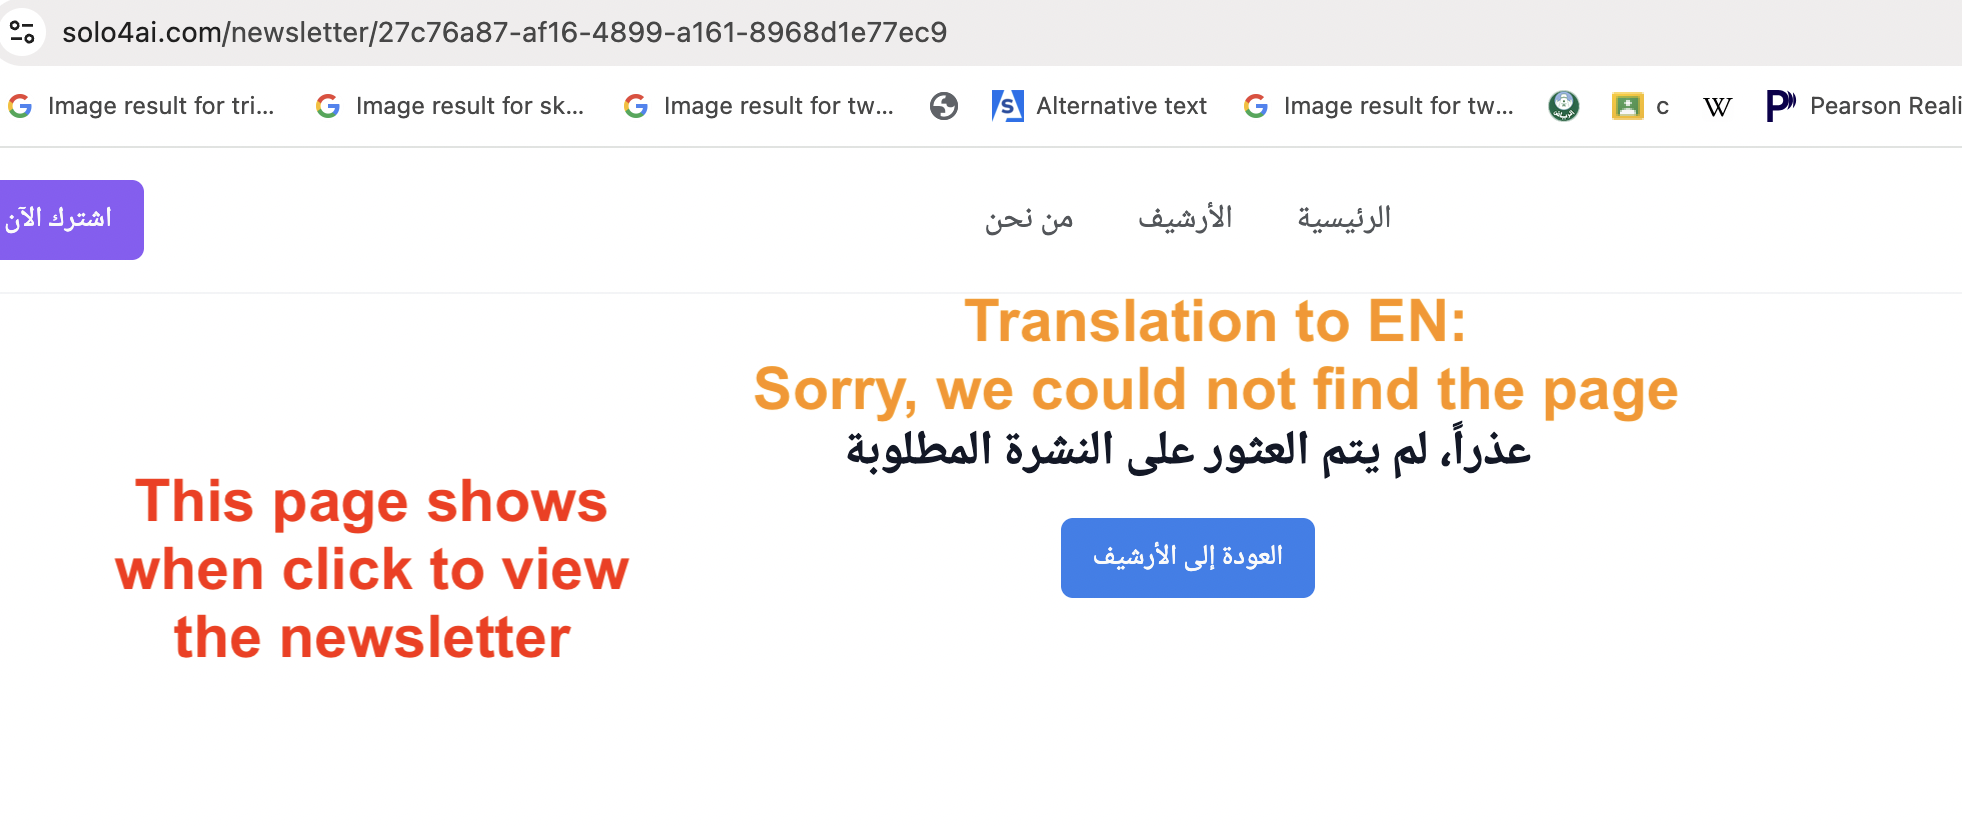 solo4ai.com/newsletter/27c76a87-af16-4899-a161-8968d1e77ec9
Image result for tri...
Image result for sk...
Image result for tw...
Alternative text
Image result for tw...
c
W
Pearson Reali
الرئيسية
الأرشيف
من نحن
اشترك الآن
Translation to EN:
Sorry, we could not find the page
عذراً، لم يتم العثور على النشرة المطلوبة
العودة إلى الأرشيف
This page shows
when click to view
the newsletter